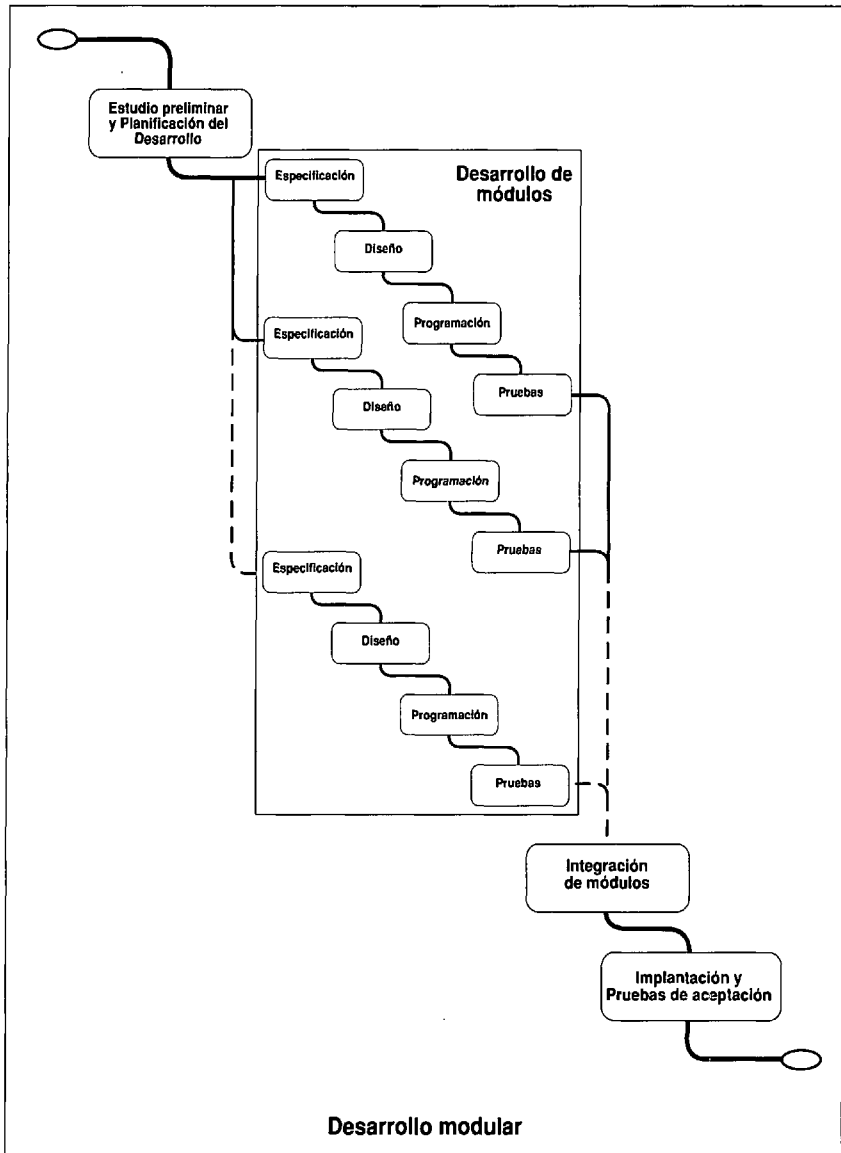 Estudio preliminar
y Planificación del
Desarrollo
Desarrollo de
módulos
Especificación
Diseño
Programación
Pruebas
Especificación
Diseño
Programación
Pruebas
Especificación
Diseño
Programación
Pruebas
Integración
de módulos
Implantación y
Pruebas de aceptación
Desarrollo modular